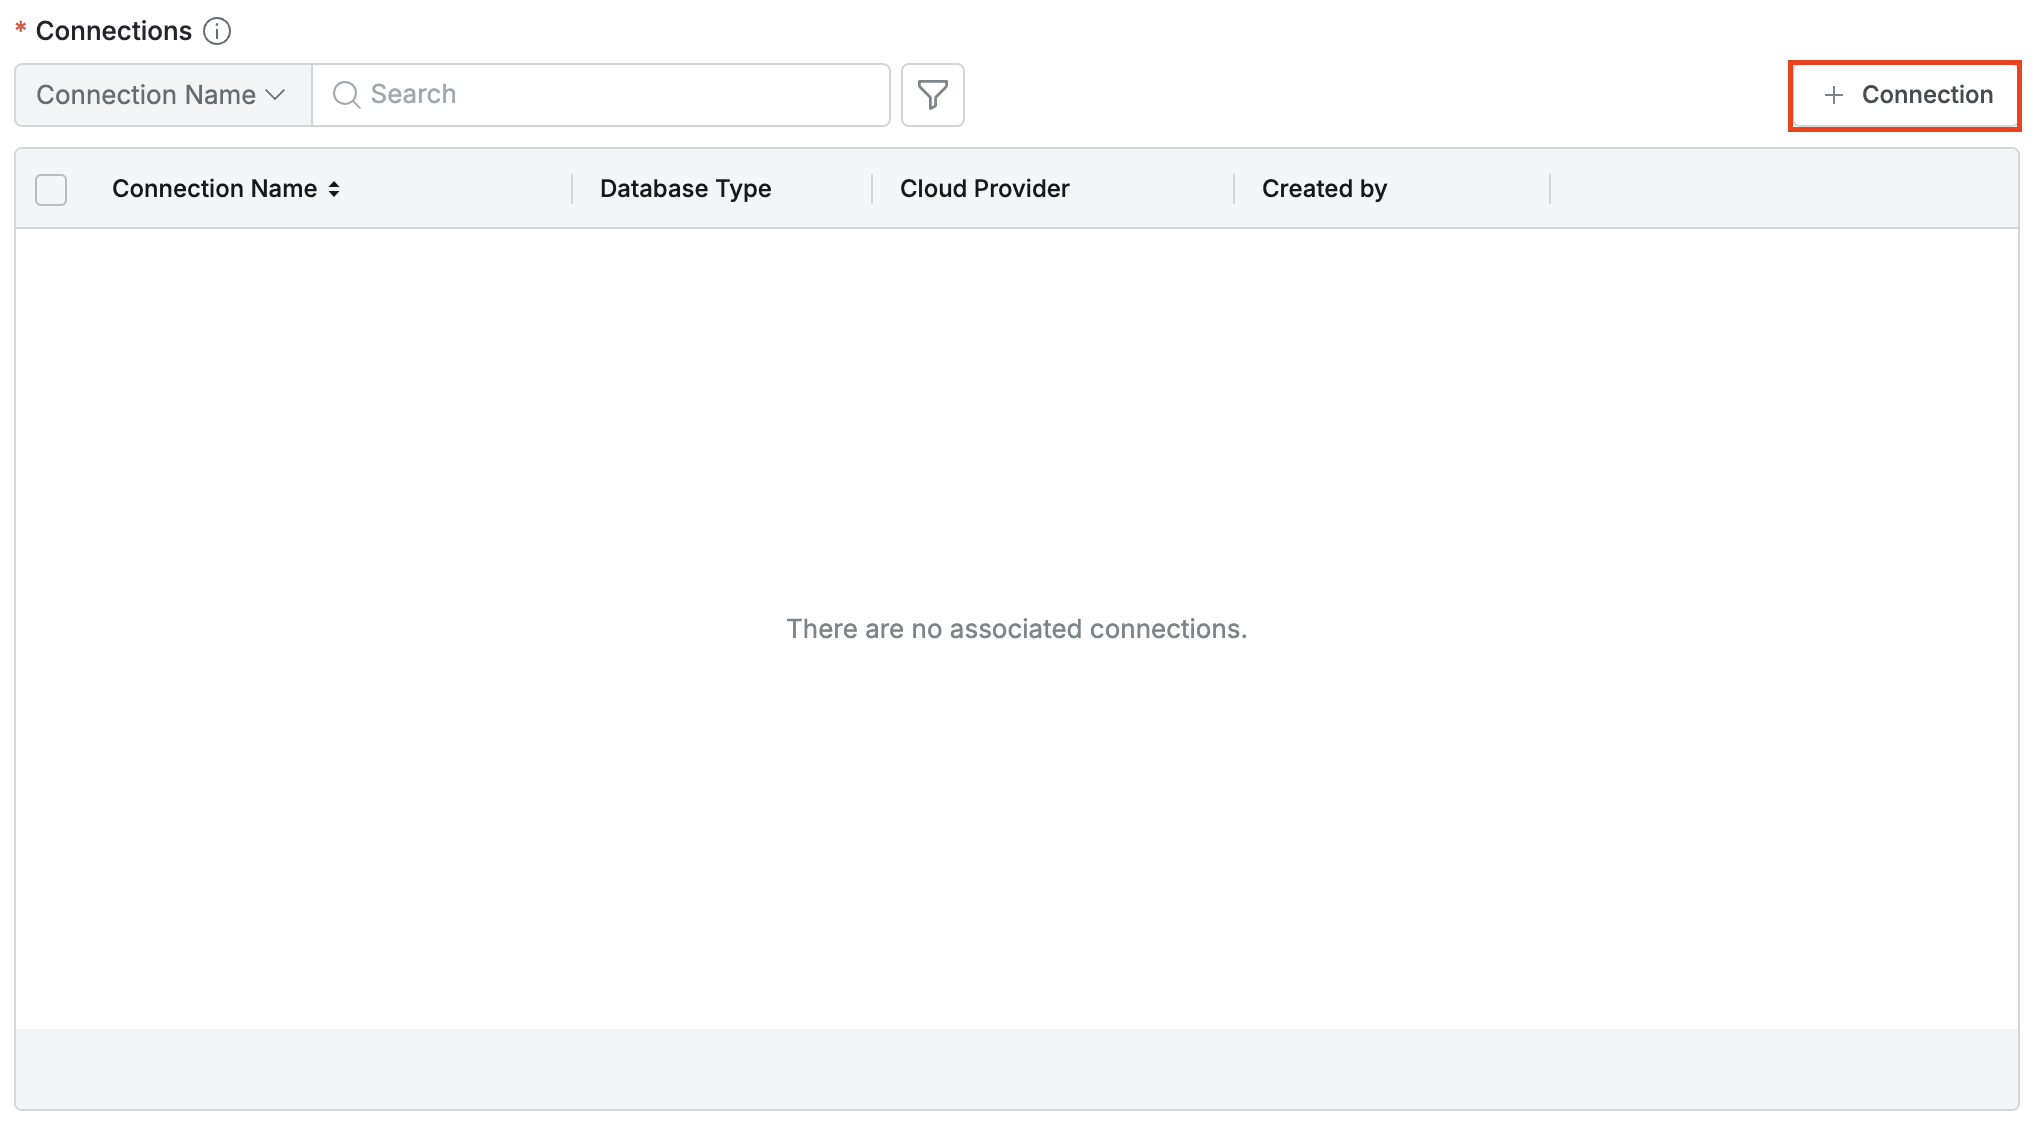 * Connections
Connection Name
Search
+ Connection
Connection Name
Database Type
Cloud Provider
Created by
There are no associated connections.